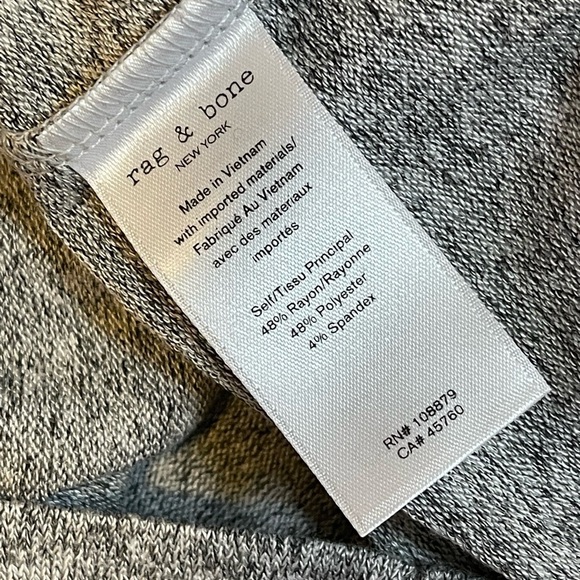 rag & bone
NEW YORK
Made in Vietnam
with imported materials/
Fabriqué Au Vietnam
avec des materiaux
importés
Self/Tissu Principal
48% Rayon/Rayonne
48% Polyester
4% Spandex
RN# 108879
CA# 45760